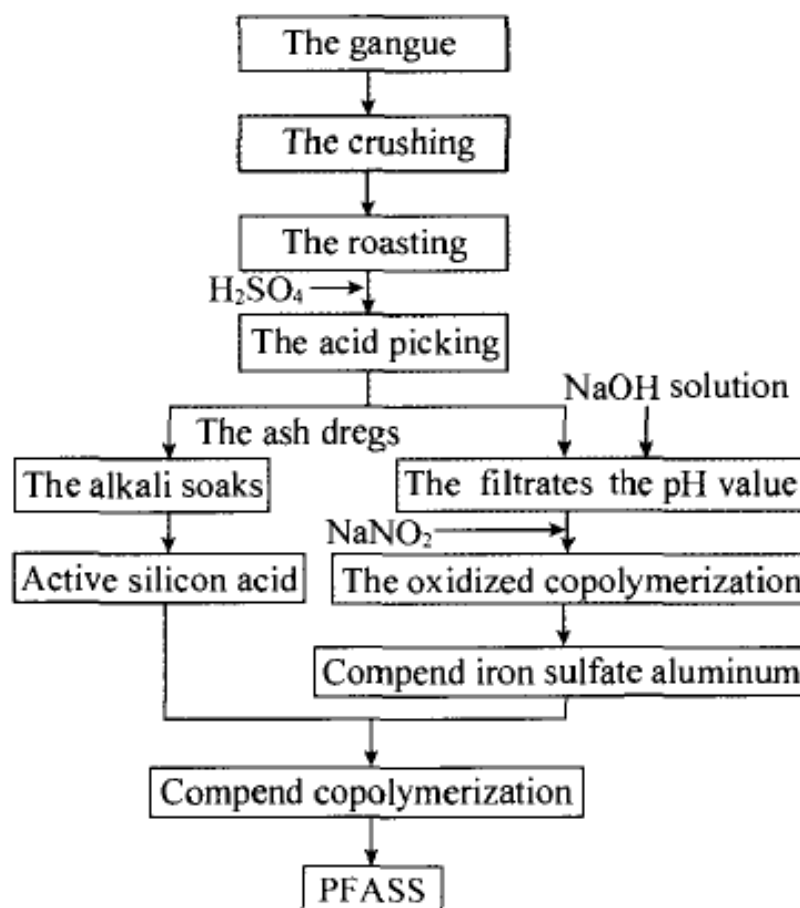 The gangue
The crushing
The roasting
H₂SO₄
The acid picking
NaOH solution
The ash dregs
The alkali soaks
The filtrates the pH value
NaNO₂
Active silicon acid
The oxidized copolymerization
Compend iron sulfate aluminum
Compend copolymerization
PFASS